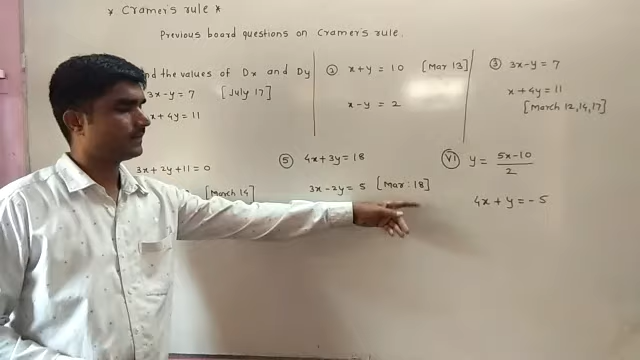 * Cramer's rule *
Previous board questions on Cramer's rule.
nd the values of Dx and Dy
3x-y = 7 [July 17]
x + 4y = 11
② x + y = 10 [Mar 13]
x - y = 2
③ 3x-y = 7
x + 4y = 11
[March 12,14,17]
3x + 2y + 11 = 0
[March 14]
⑤ 4x + 3y = 18
3x - 2y = 5 [Mar : 18]
VI y = 5x-10
2
4x + y = - 5